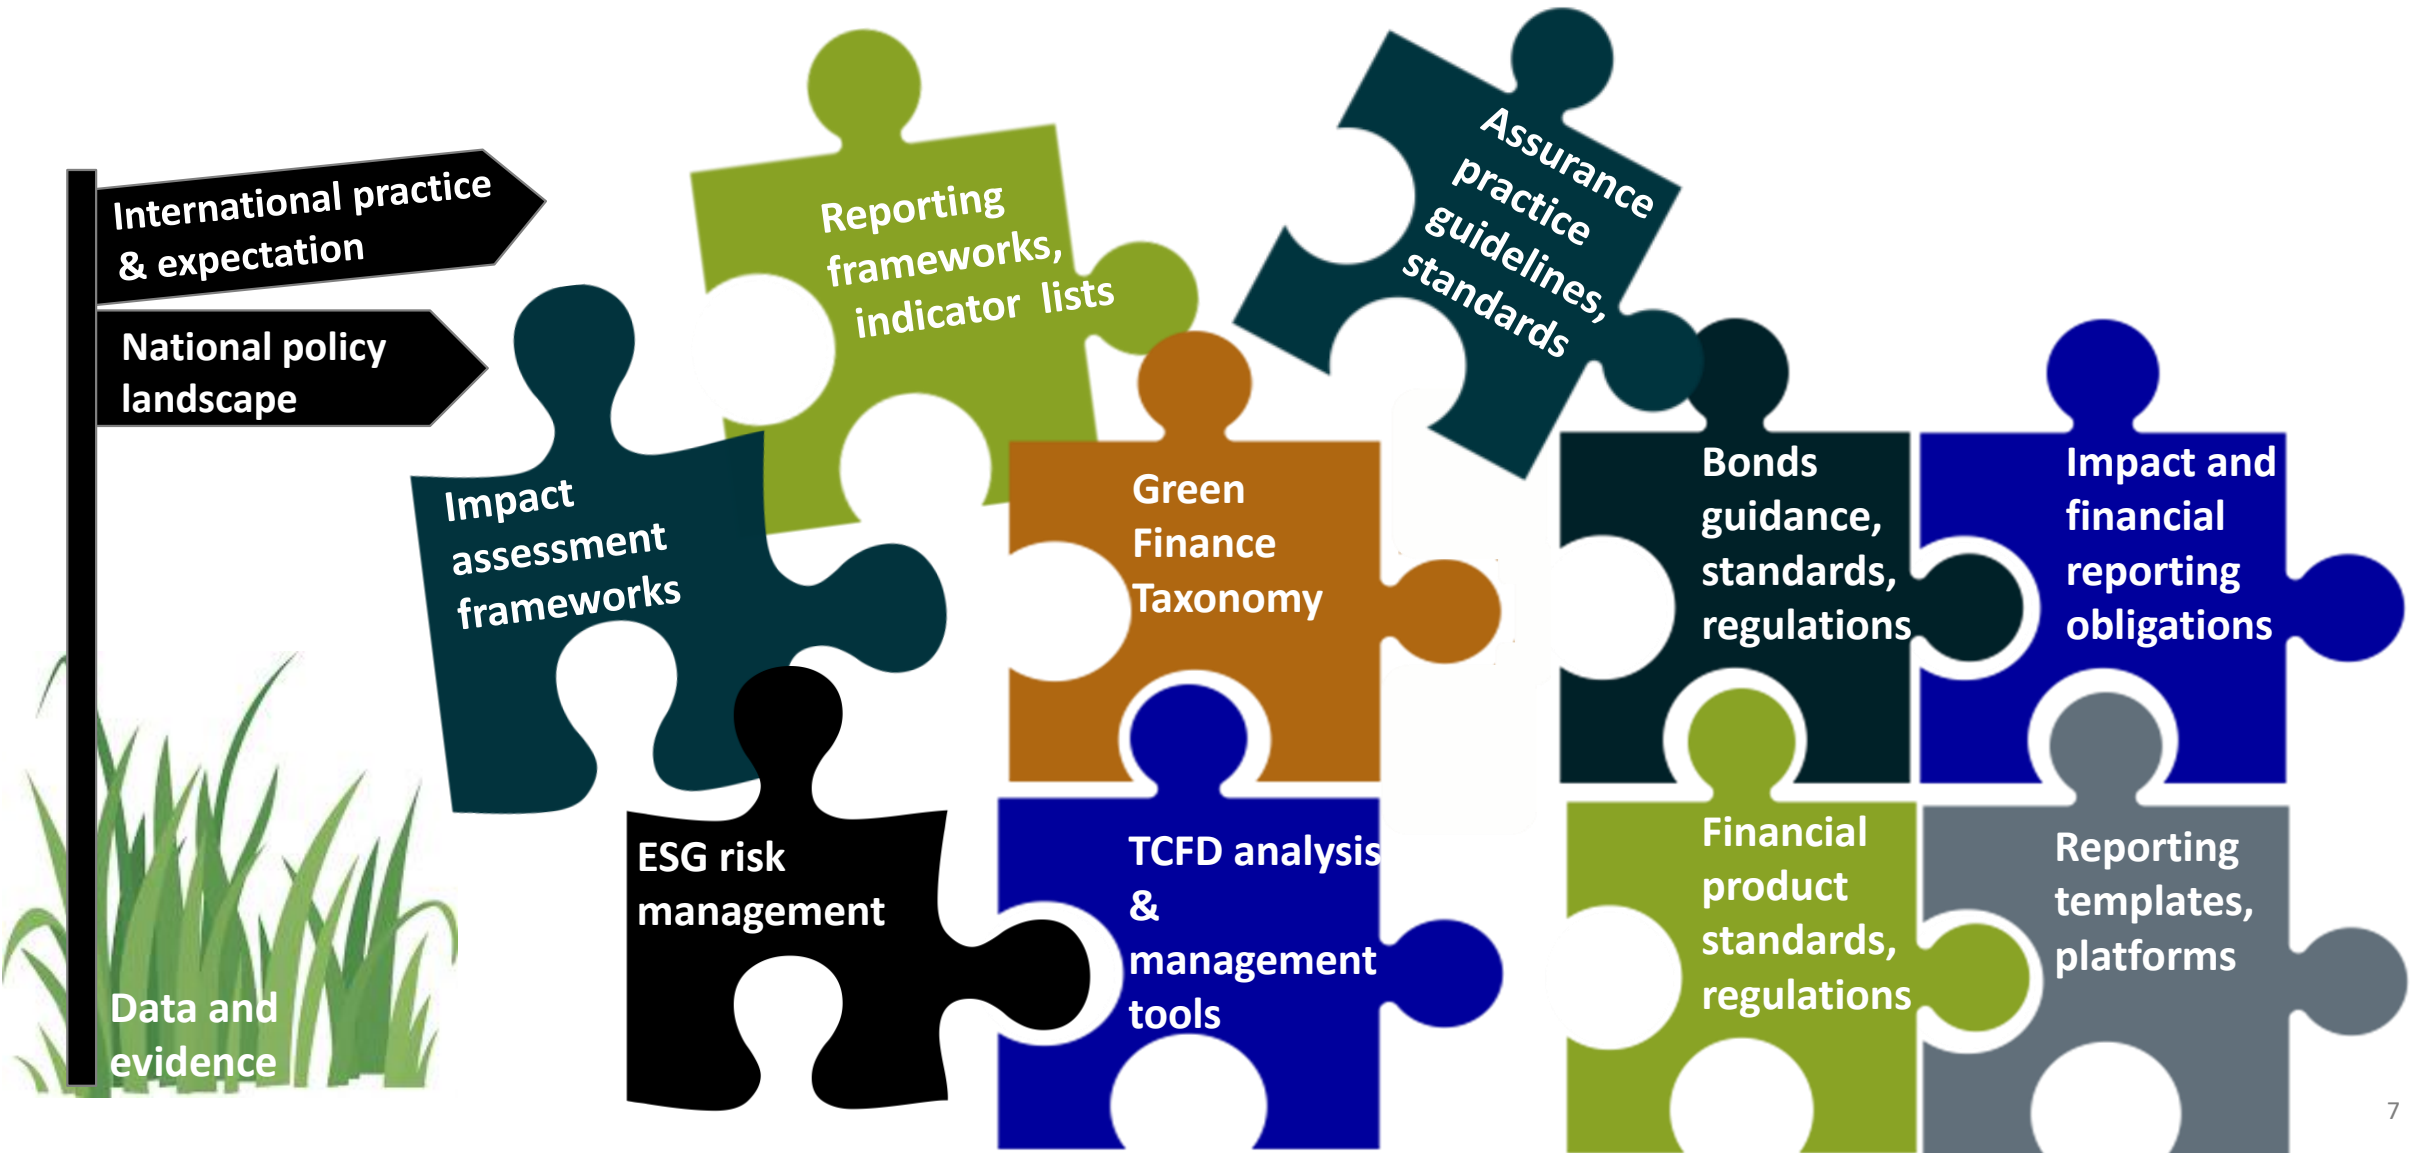 International practice
& expectation
National policy
landscape
Data and
evidence
Impact
assessment
frameworks
Reporting
frameworks,
indicator lists
Assurance
practice
guidelines,
standards
Green
Finance
Taxonomy
Bonds
guidance,
standards,
regulations
Impact and
financial
reporting
obligations
ESG risk
management
TCFD analysis
&
management
tools
Financial
product
standards,
regulations
Reporting
templates,
platforms
7